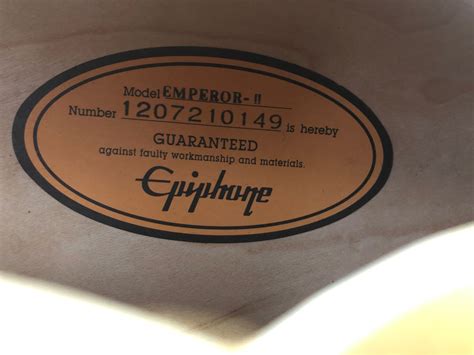 Model EMPEROR-II
Number 1207210149 is hereby
GUARANTEED
against faulty workmanship and materials.
Epiphone